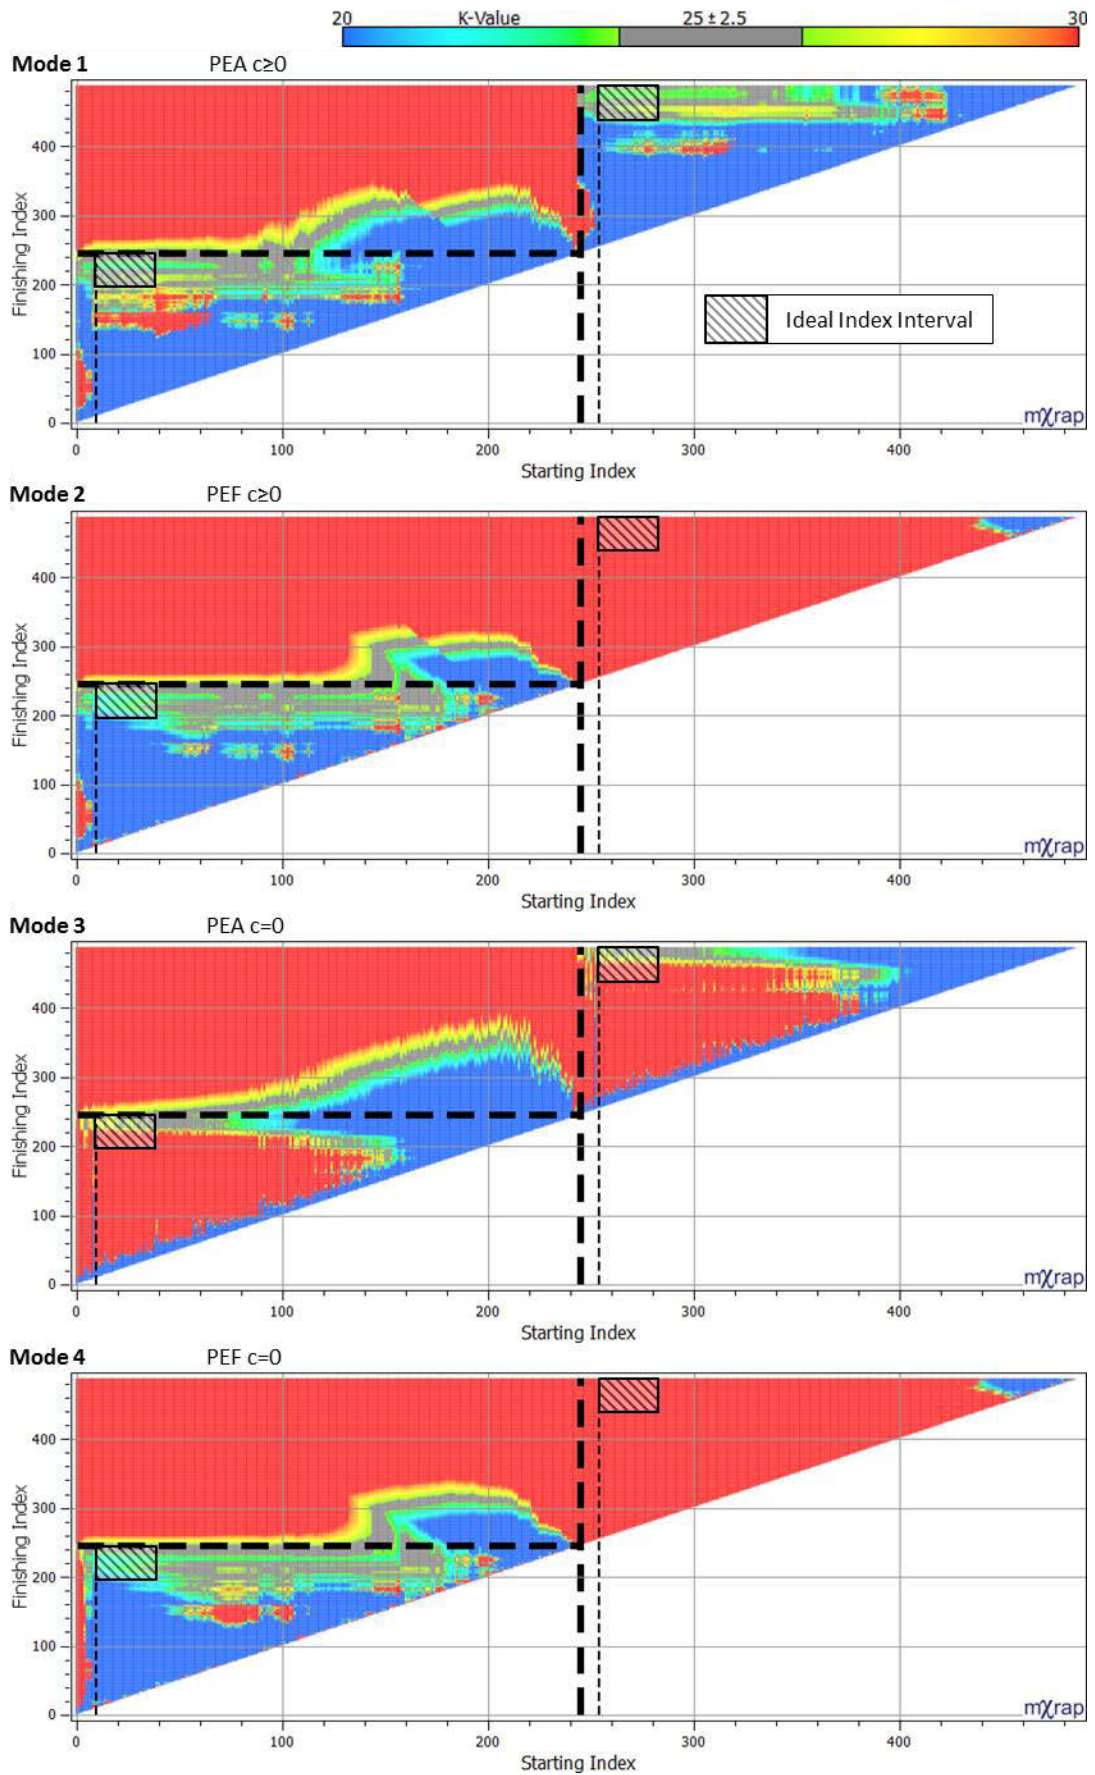 20 K-Value 25 ± 2.5 30
Mode 1 PEA c≥0
Finishing Index
400
300
200
100
0
Ideal Index Interval
mXrap
0 100 200 300 400
Starting Index
Mode 2 PEF c≥0
Finishing Index
400
300
200
100
0
mXrap
0 100 200 300 400
Starting Index
Mode 3 PEA c=0
Finishing Index
400
300
200
100
0
mXrap
0 100 200 300 400
Starting Index
Mode 4 PEF c=0
Finishing Index
400
300
200
100
0
mXrap
0 100 200 300 400
Starting Index